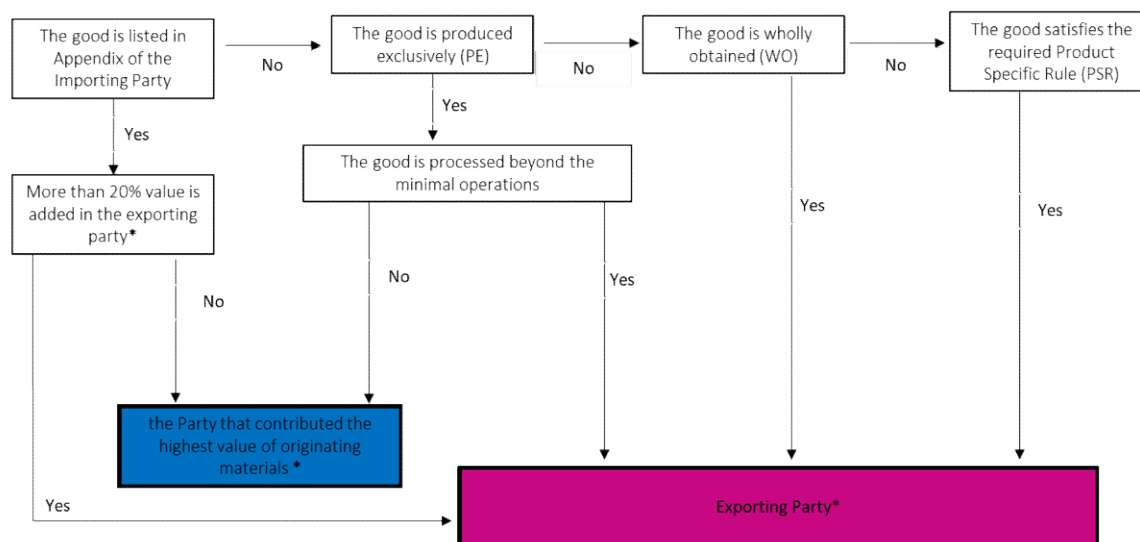 The good is listed in
Appendix of the
Importing Party
No
The good is produced
exclusively (PE)
No
The good is wholly
obtained (WO)
No
The good satisfies the
required Product
Specific Rule (PSR)
Yes
Yes
The good is processed beyond the
minimal operations
More than 20% value is
added in the exporting
party*
Yes
Yes
No
Yes
No
the Party that contributed the
highest value of originating
materials *
Yes
Exporting Party*